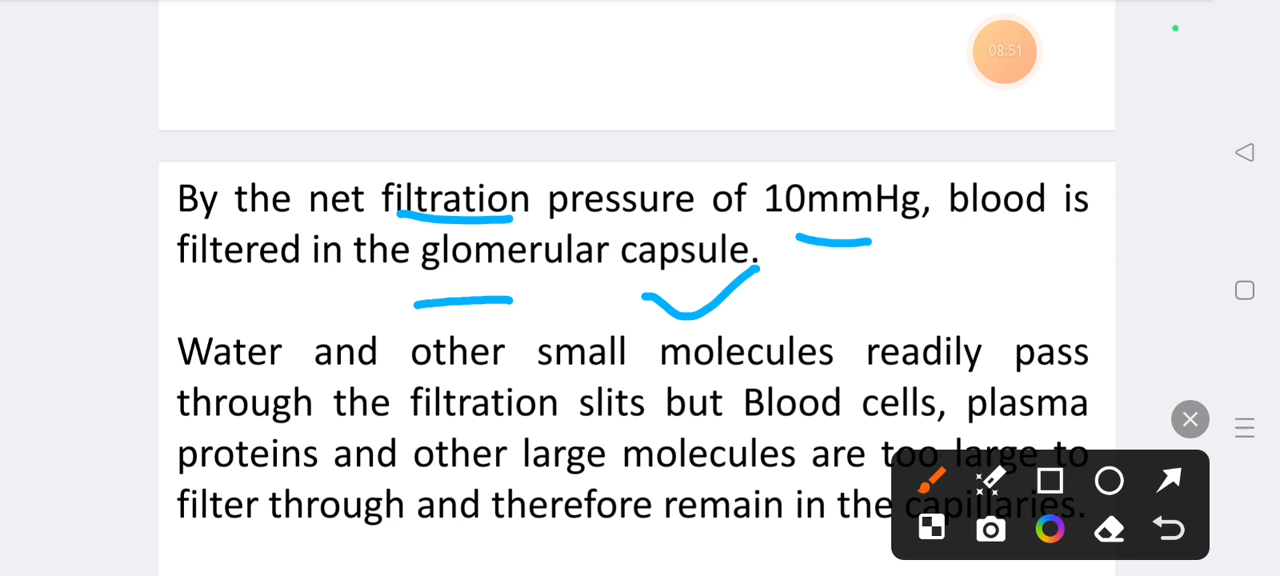 08:51
By the net filtration pressure of 10mmHg, blood is
filtered in the glomerular capsule.
Water and other small molecules readily pass
through the filtration slits but Blood cells, plasma
proteins and other large molecules are too large to
filter through and therefore remain in the capillaries.